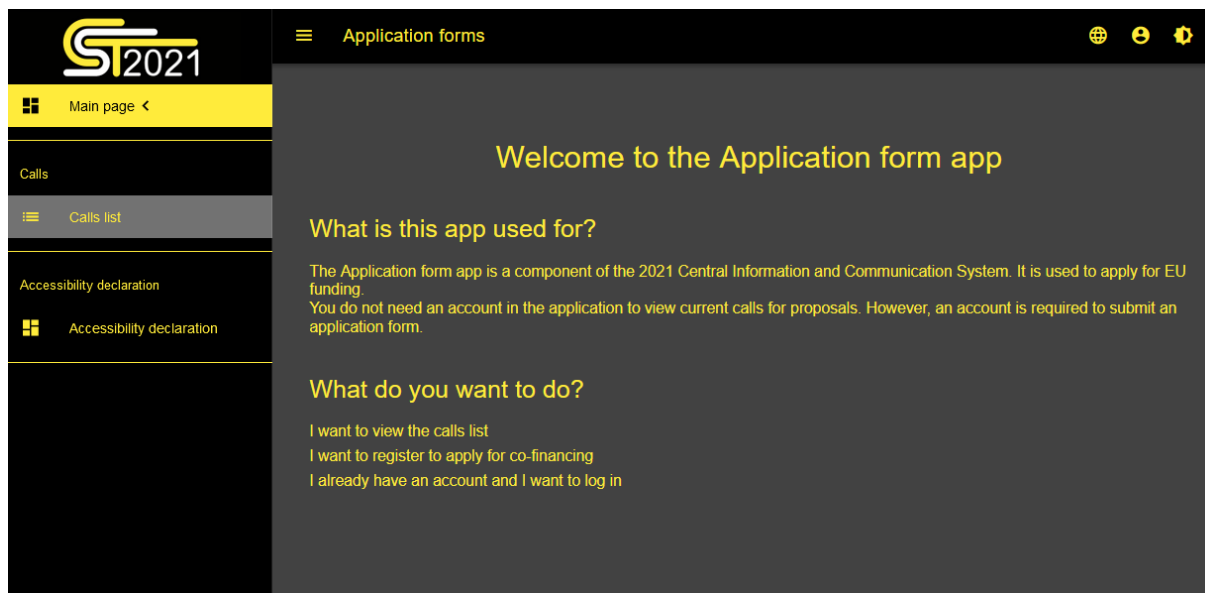 CST2021
Application forms
Main page
Calls
Calls list
Accessibility declaration
Accessibility declaration
Welcome to the Application form app
What is this app used for?
The Application form app is a component of the 2021 Central Information and Communication System. It is used to apply for EU
funding.
You do not need an account in the application to view current calls for proposals. However, an account is required to submit an
application form.
What do you want to do?
I want to view the calls list
I want to register to apply for co-financing
I already have an account and I want to log in